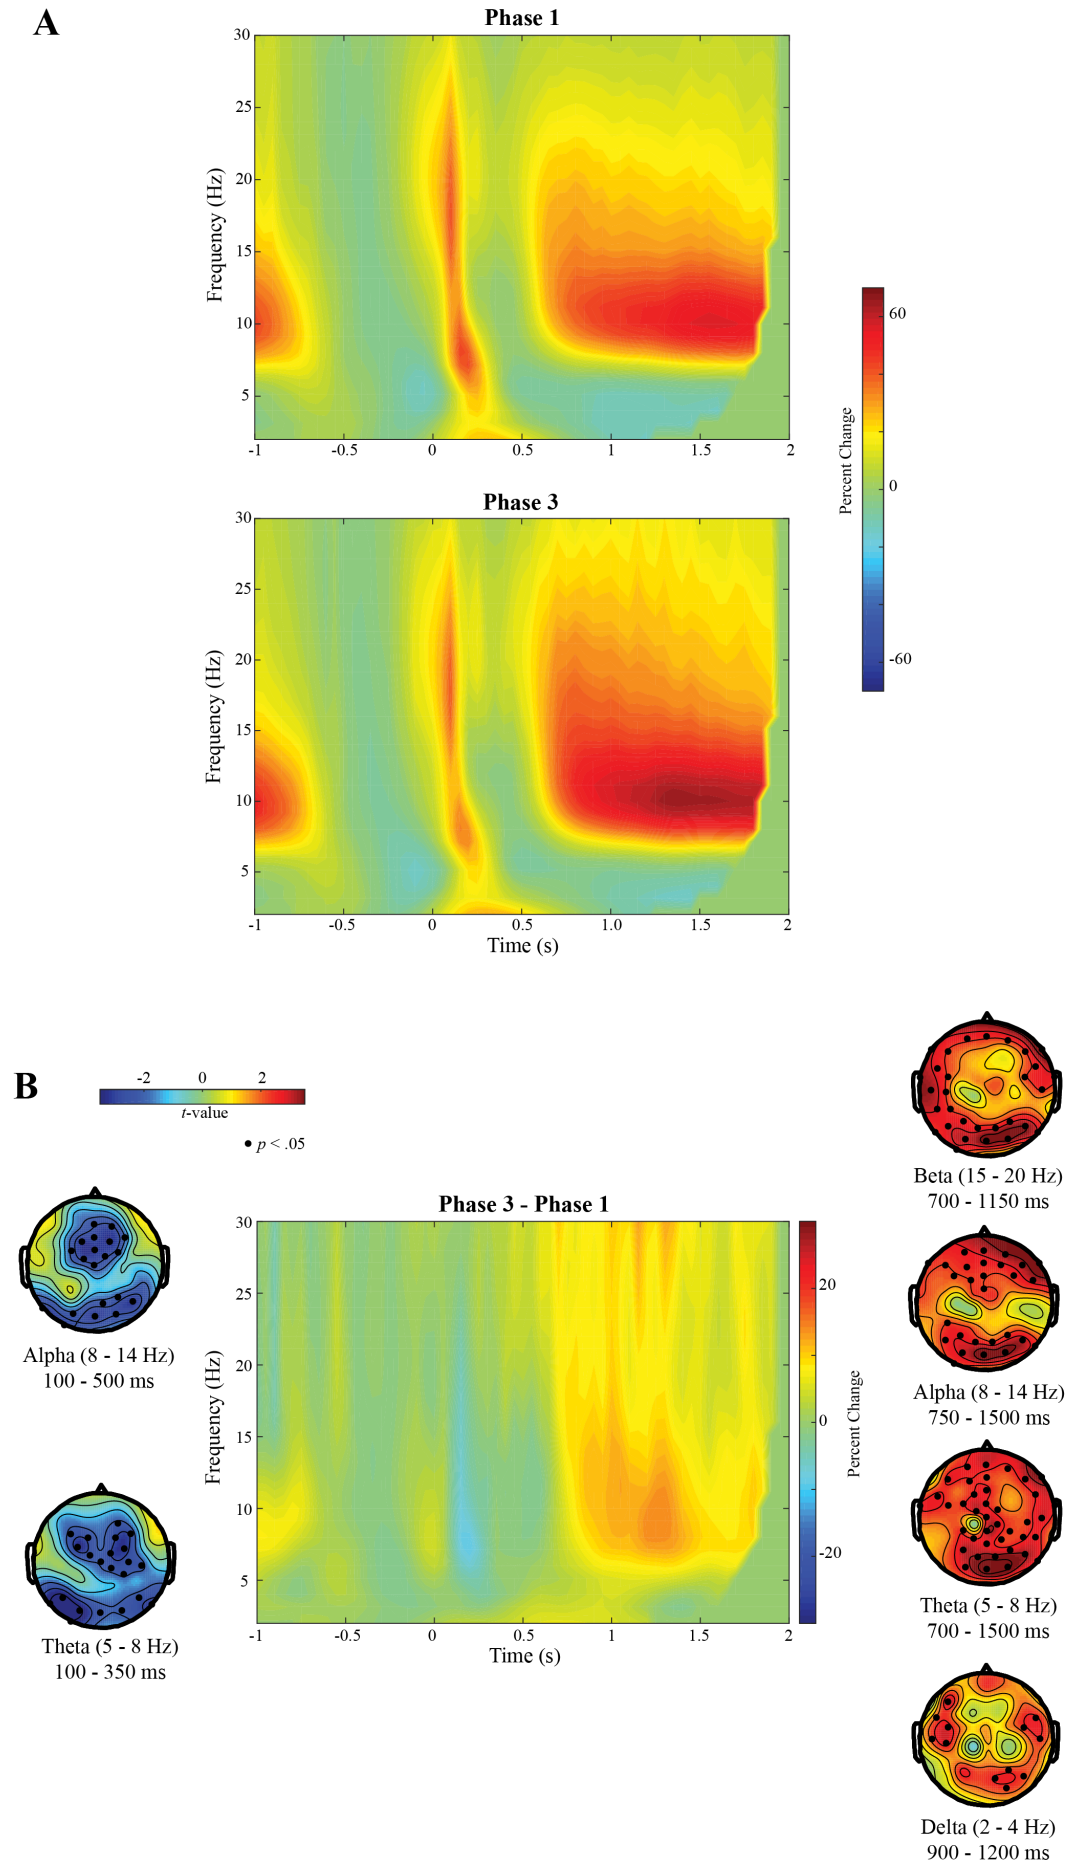 A
Phase 1
30
25
20
15
10
5
Frequency (Hz)
-1
-0.5
0
0.5
1
1.5
2
Phase 3
30
25
20
15
10
5
Frequency (Hz)
-1
-0.5
0
0.5
1.0
1.5
2
Time (s)
60
0
-60
Percent Change
B
-2
0
2
t-value
p < .05
Alpha (8 - 14 Hz)
100 - 500 ms
Theta (5 - 8 Hz)
100 - 350 ms
Phase 3 - Phase 1
30
25
20
15
10
5
Frequency (Hz)
-1
-0.5
0
0.5
1
1.5
2
Time (s)
20
0
-20
Percent Change
Beta (15 - 20 Hz)
700 - 1150 ms
Alpha (8 - 14 Hz)
750 - 1500 ms
Theta (5 - 8 Hz)
700 - 1500 ms
Delta (2 - 4 Hz)
900 - 1200 ms